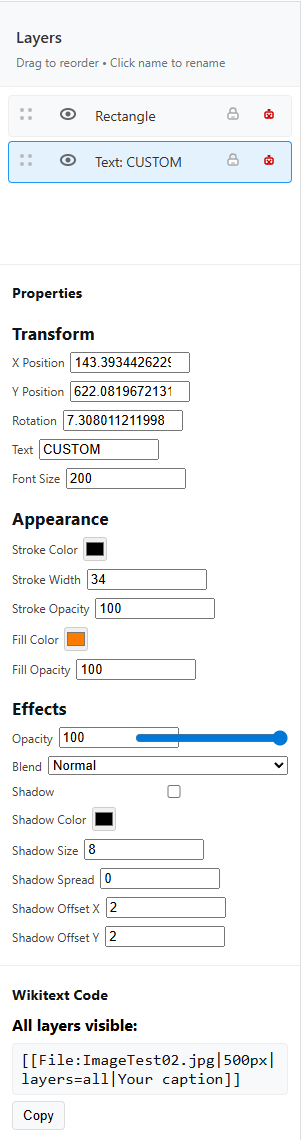 Layers
Drag to reorder • Click name to rename
Rectangle
Text: CUSTOM
Properties
Transform
X Position 143.3934426229
Y Position 622.0819672131
Rotation 7.308011211998
Text CUSTOM
Font Size 200
Appearance
Stroke Color
Stroke Width 34
Stroke Opacity 100
Fill Color
Fill Opacity 100
Effects
Opacity 100
Blend Normal
Shadow
Shadow Color
Shadow Size 8
Shadow Spread 0
Shadow Offset X 2
Shadow Offset Y 2
Wikitext Code
All layers visible:
[[File:ImageTest02.jpg|500px|
layers=all|Your caption]]
Copy